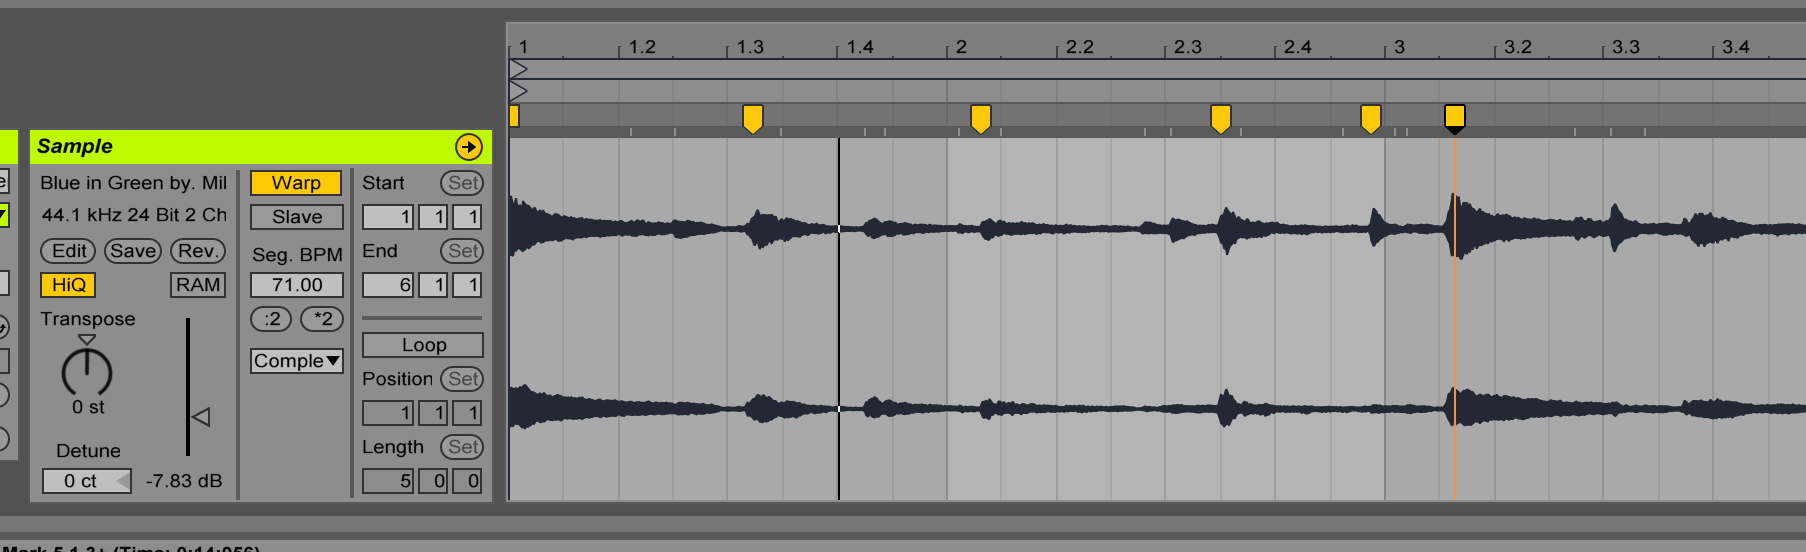 1 1.2 1.3 1.4 2 2.2 2.3 2.4 3 3.2 3.3 3.4
Sample
Blue in Green by. Mil
44.1 kHz 24 Bit 2 Ch
Edit Save Rev.
HiQ RAM
Transpose
0 st
Detune
0 ct -7.83 dB
Warp
Slave
Seg. BPM
71.00
:2 *2
Comple
Start Set
1 1 1
End Set
6 1 1
Loop
Position Set
1 1 1
Length Set
5 0 0